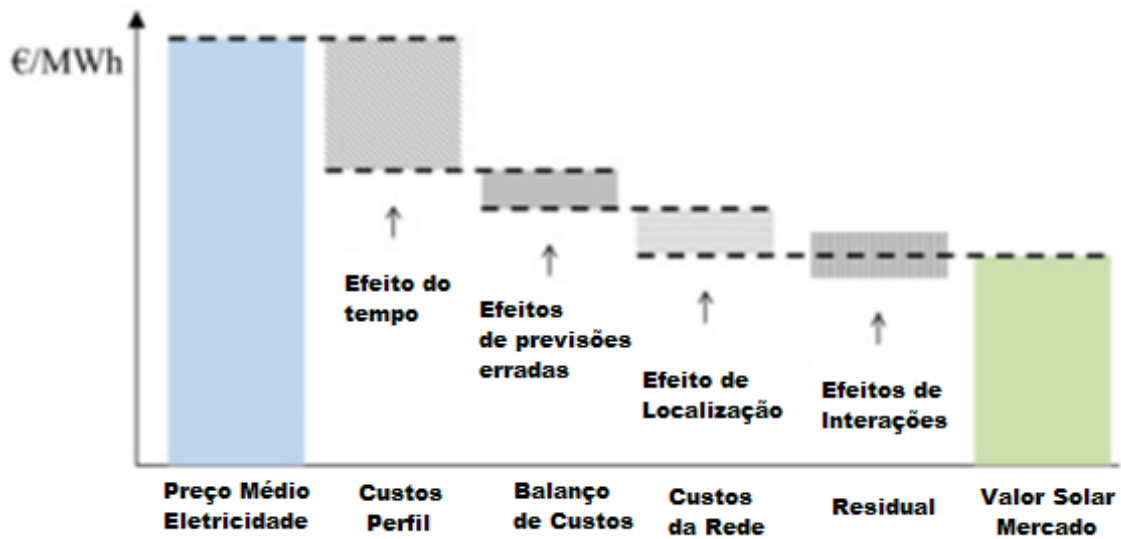 €/MWh
Efeito do
tempo
Efeitos
de previsões
erradas
Efeito de
Localização
Efeitos de
Interações
Preço Médio
Eletricidade
Custos
Perfil
Balanço
de Custos
Custos
da Rede
Residual
Valor Solar
Mercado